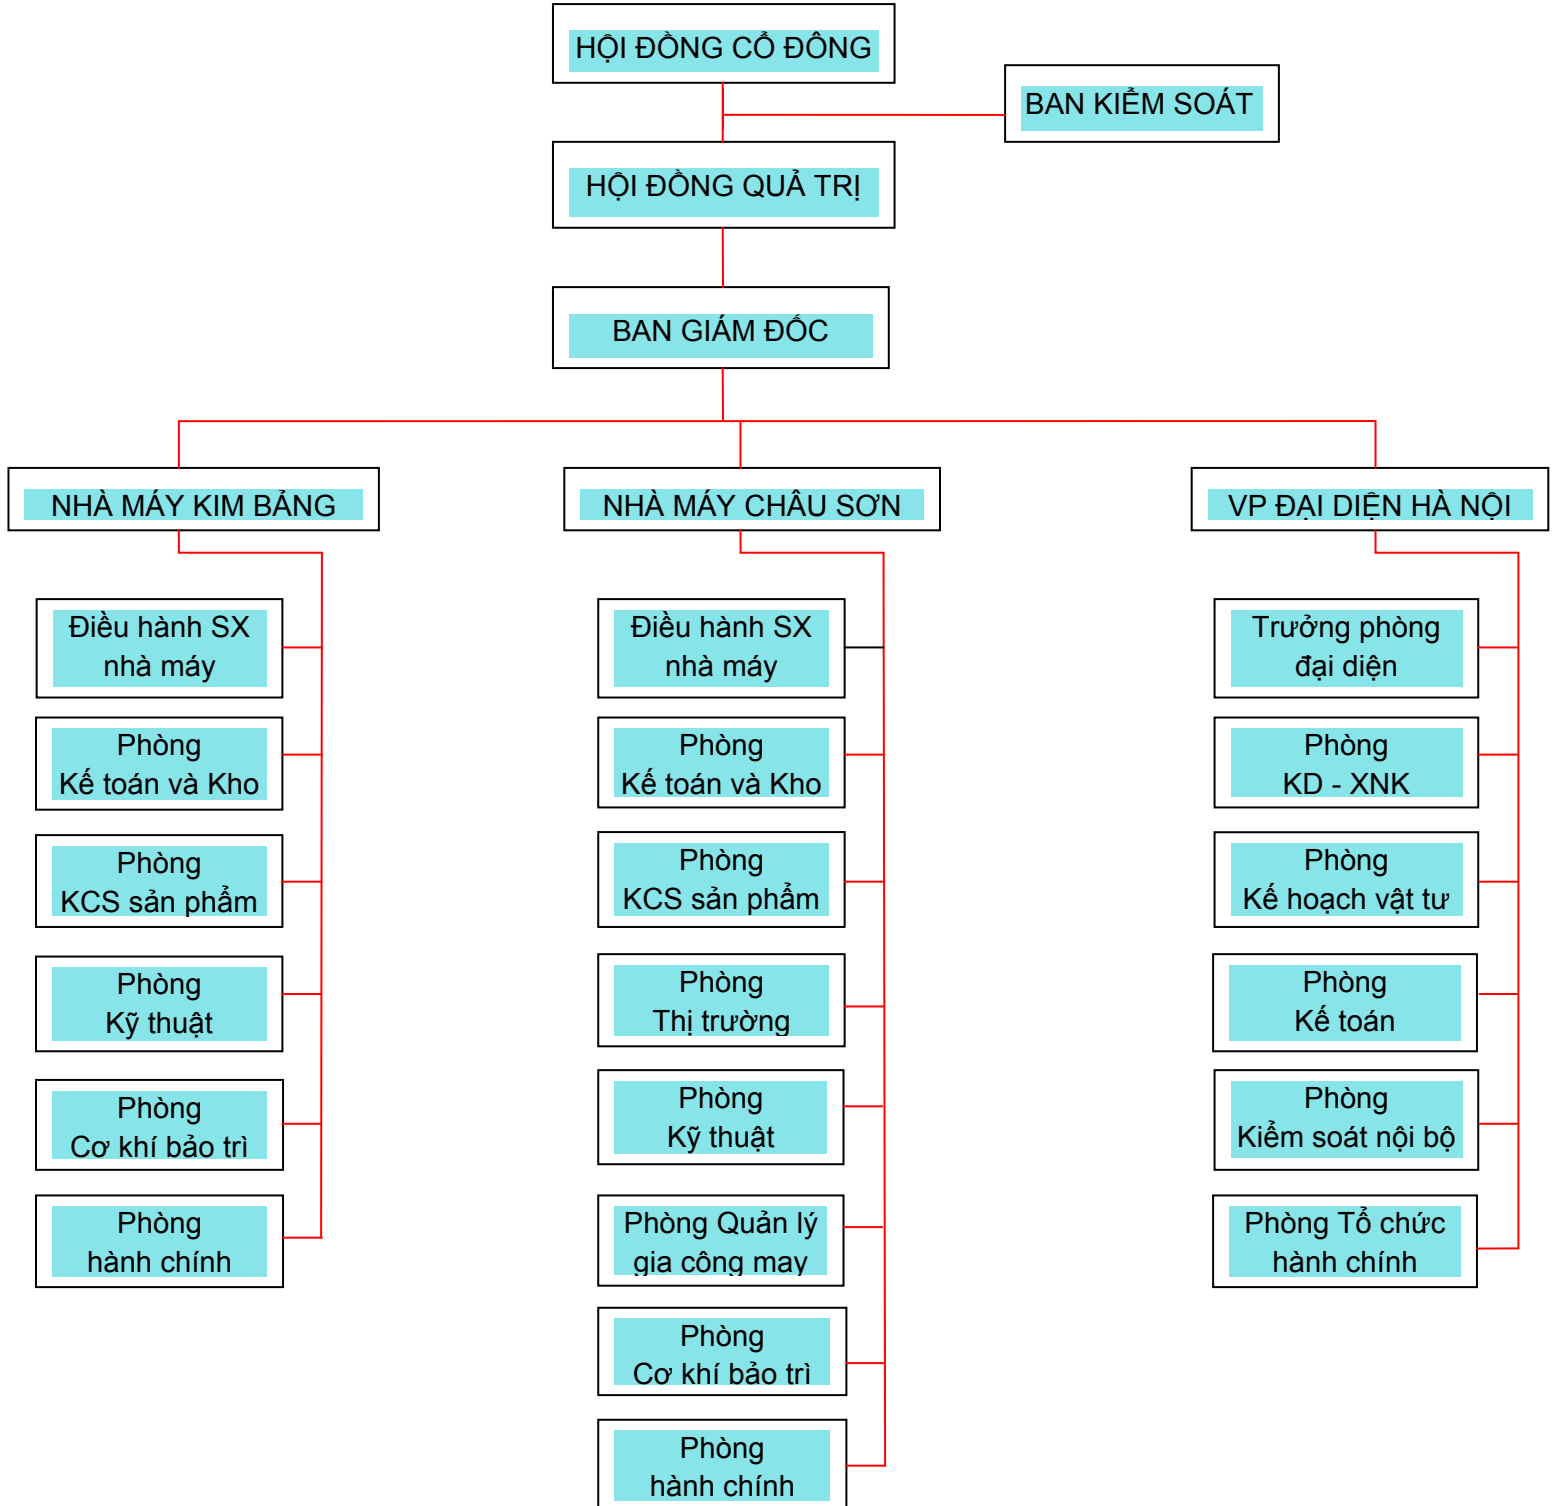 HỘI ĐỒNG CỔ ĐÔNG
BAN KIỂM SOÁT
HỘI ĐỒNG QUẢ TRỊ
BAN GIÁM ĐỐC
NHÀ MÁY KIM BẢNG
NHÀ MÁY CHÂU SƠN
VP ĐẠI DIỆN HÀ NỘI
Điều hành SX
nhà máy
Phòng
Kế toán và Kho
Phòng
KCS sản phẩm
Phòng
Kỹ thuật
Phòng
Cơ khí bảo trì
Phòng
hành chính
Điều hành SX
nhà máy
Phòng
Kế toán và Kho
Phòng
KCS sản phẩm
Phòng
Thị trường
Phòng
Kỹ thuật
Phòng Quản lý
gia công may
Phòng
Cơ khí bảo trì
Phòng
hành chính
Trưởng phòng
đại diện
Phòng
KD - XNK
Phòng
Kế hoạch vật tư
Phòng
Kế toán
Phòng
Kiểm soát nội bộ
Phòng Tổ chức
hành chính